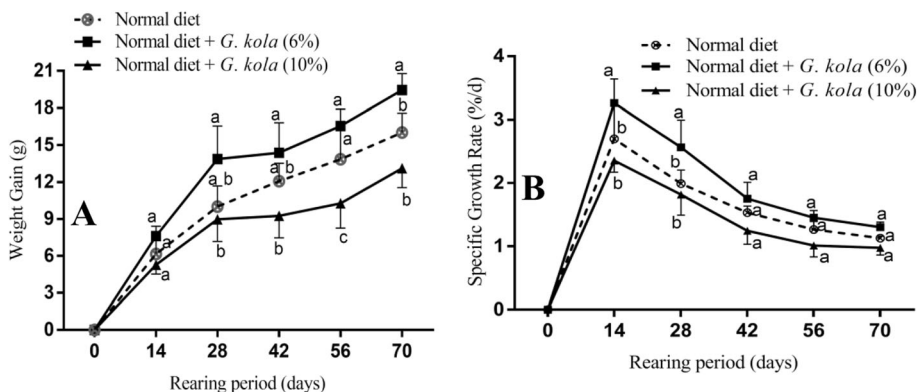 Normal diet
Normal diet + G. kola (6%)
Normal diet + G. kola (10%)
A
Weight Gain (g)
21
18
15
12
9
6
3
0
a
a
a
a
a
b
a
a
a
b
b
a
a
b
b
c
b
0
14
28
42
56
70
Rearing period (days)
Normal diet
Normal diet + G. kola (6%)
Normal diet + G. kola (10%)
B
Specific Growth Rate (%/d)
4
3
2
1
0
a
b
b
a
b
b
a
a
a
a
a
a
a
a
a
0
14
28
42
56
70
Rearing period (days)